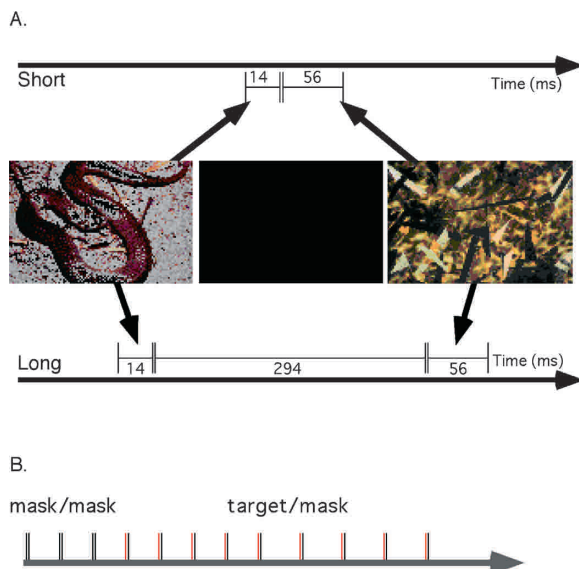 A.
Short
14 56
Time (ms)
Long
14 294 56
Time (ms)
B.
mask/mask target/mask